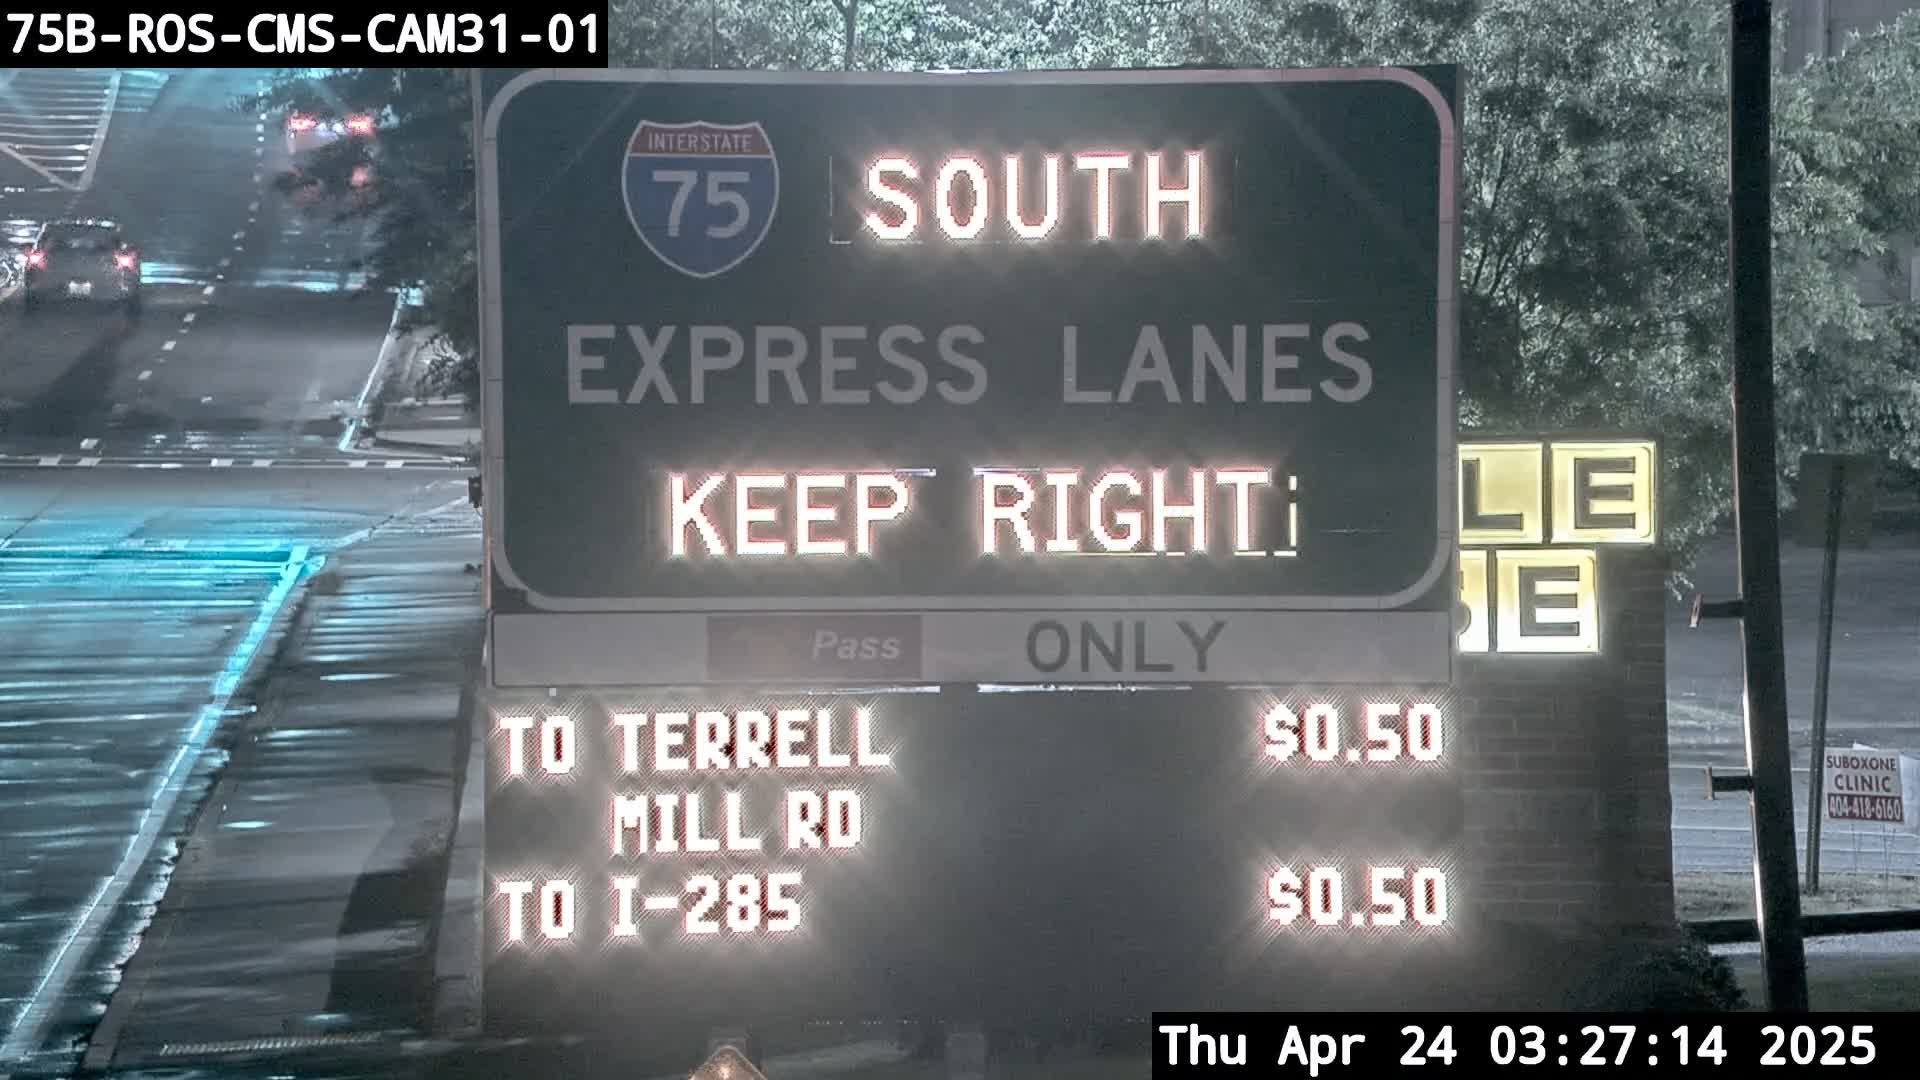 75B-ROS-CMS-CAM31-01
INTERSTATE
75
SOUTH
EXPRESS LANES
KEEP RIGHT
Pass ONLY
TO TERRELL $0.50
MILL RD
TO I-285 $0.50
LE
E
SUBOXONE
CLINIC
404-418-6160
Thu Apr 24 03:27:14 2025